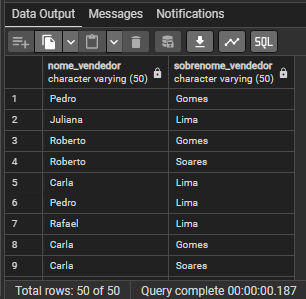 Data Output Messages Notifications
SQL
nome_vendedor sobrenome_vendedor
character varying (50) character varying (50)
1 Pedro Gomes
2 Juliana Lima
3 Roberto Gomes
4 Roberto Soares
5 Carla Lima
6 Pedro Lima
7 Rafael Lima
8 Carla Gomes
9 Carla Soares
Total rows: 50 of 50 Query complete 00:00:00.187